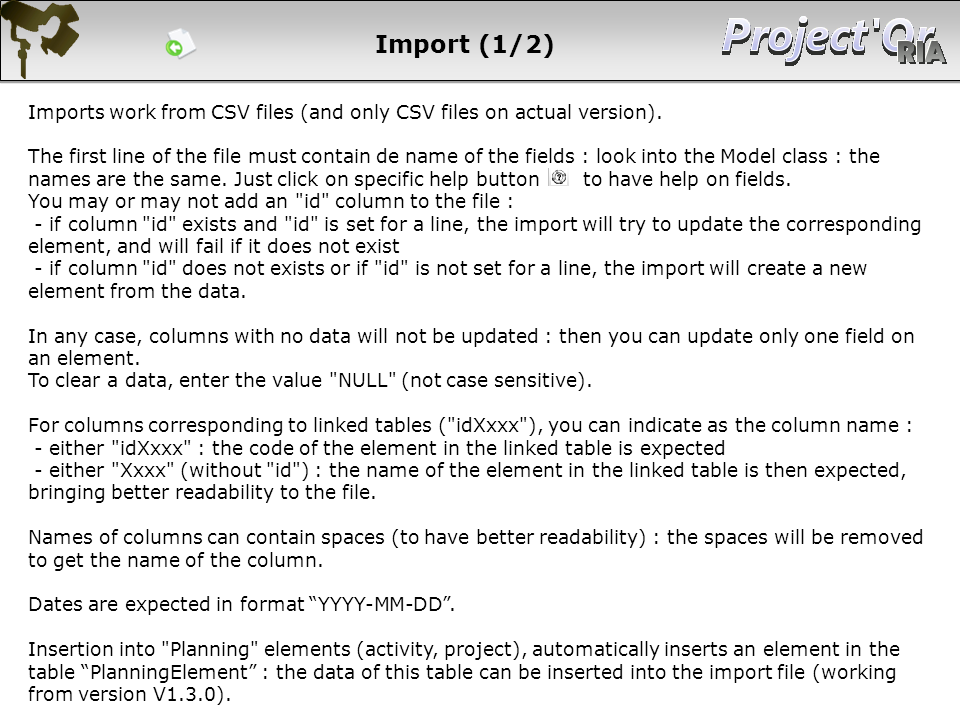 Import (1/2)
Project'Or
RIA
Imports work from CSV files (and only CSV files on actual version).
The first line of the file must contain de name of the fields : look into the Model class : the
names are the same. Just click on specific help button to have help on fields.
You may or may not add an "id" column to the file :
- if column "id" exists and "id" is set for a line, the import will try to update the corresponding
element, and will fail if it does not exist
- if column "id" does not exists or if "id" is not set for a line, the import will create a new
element from the data.
In any case, columns with no data will not be updated : then you can update only one field on
an element.
To clear a data, enter the value "NULL" (not case sensitive).
For columns corresponding to linked tables ("idXxxx"), you can indicate as the column name :
- either "idXxxx" : the code of the element in the linked table is expected
- either "Xxxx" (without "id") : the name of the element in the linked table is then expected,
bringing better readability to the file.
Names of columns can contain spaces (to have better readability) : the spaces will be removed
to get the name of the column.
Dates are expected in format “YYYY-MM-DD”.
Insertion into "Planning" elements (activity, project), automatically inserts an element in the
table “PlanningElement” : the data of this table can be inserted into the import file (working
from version V1.3.0).